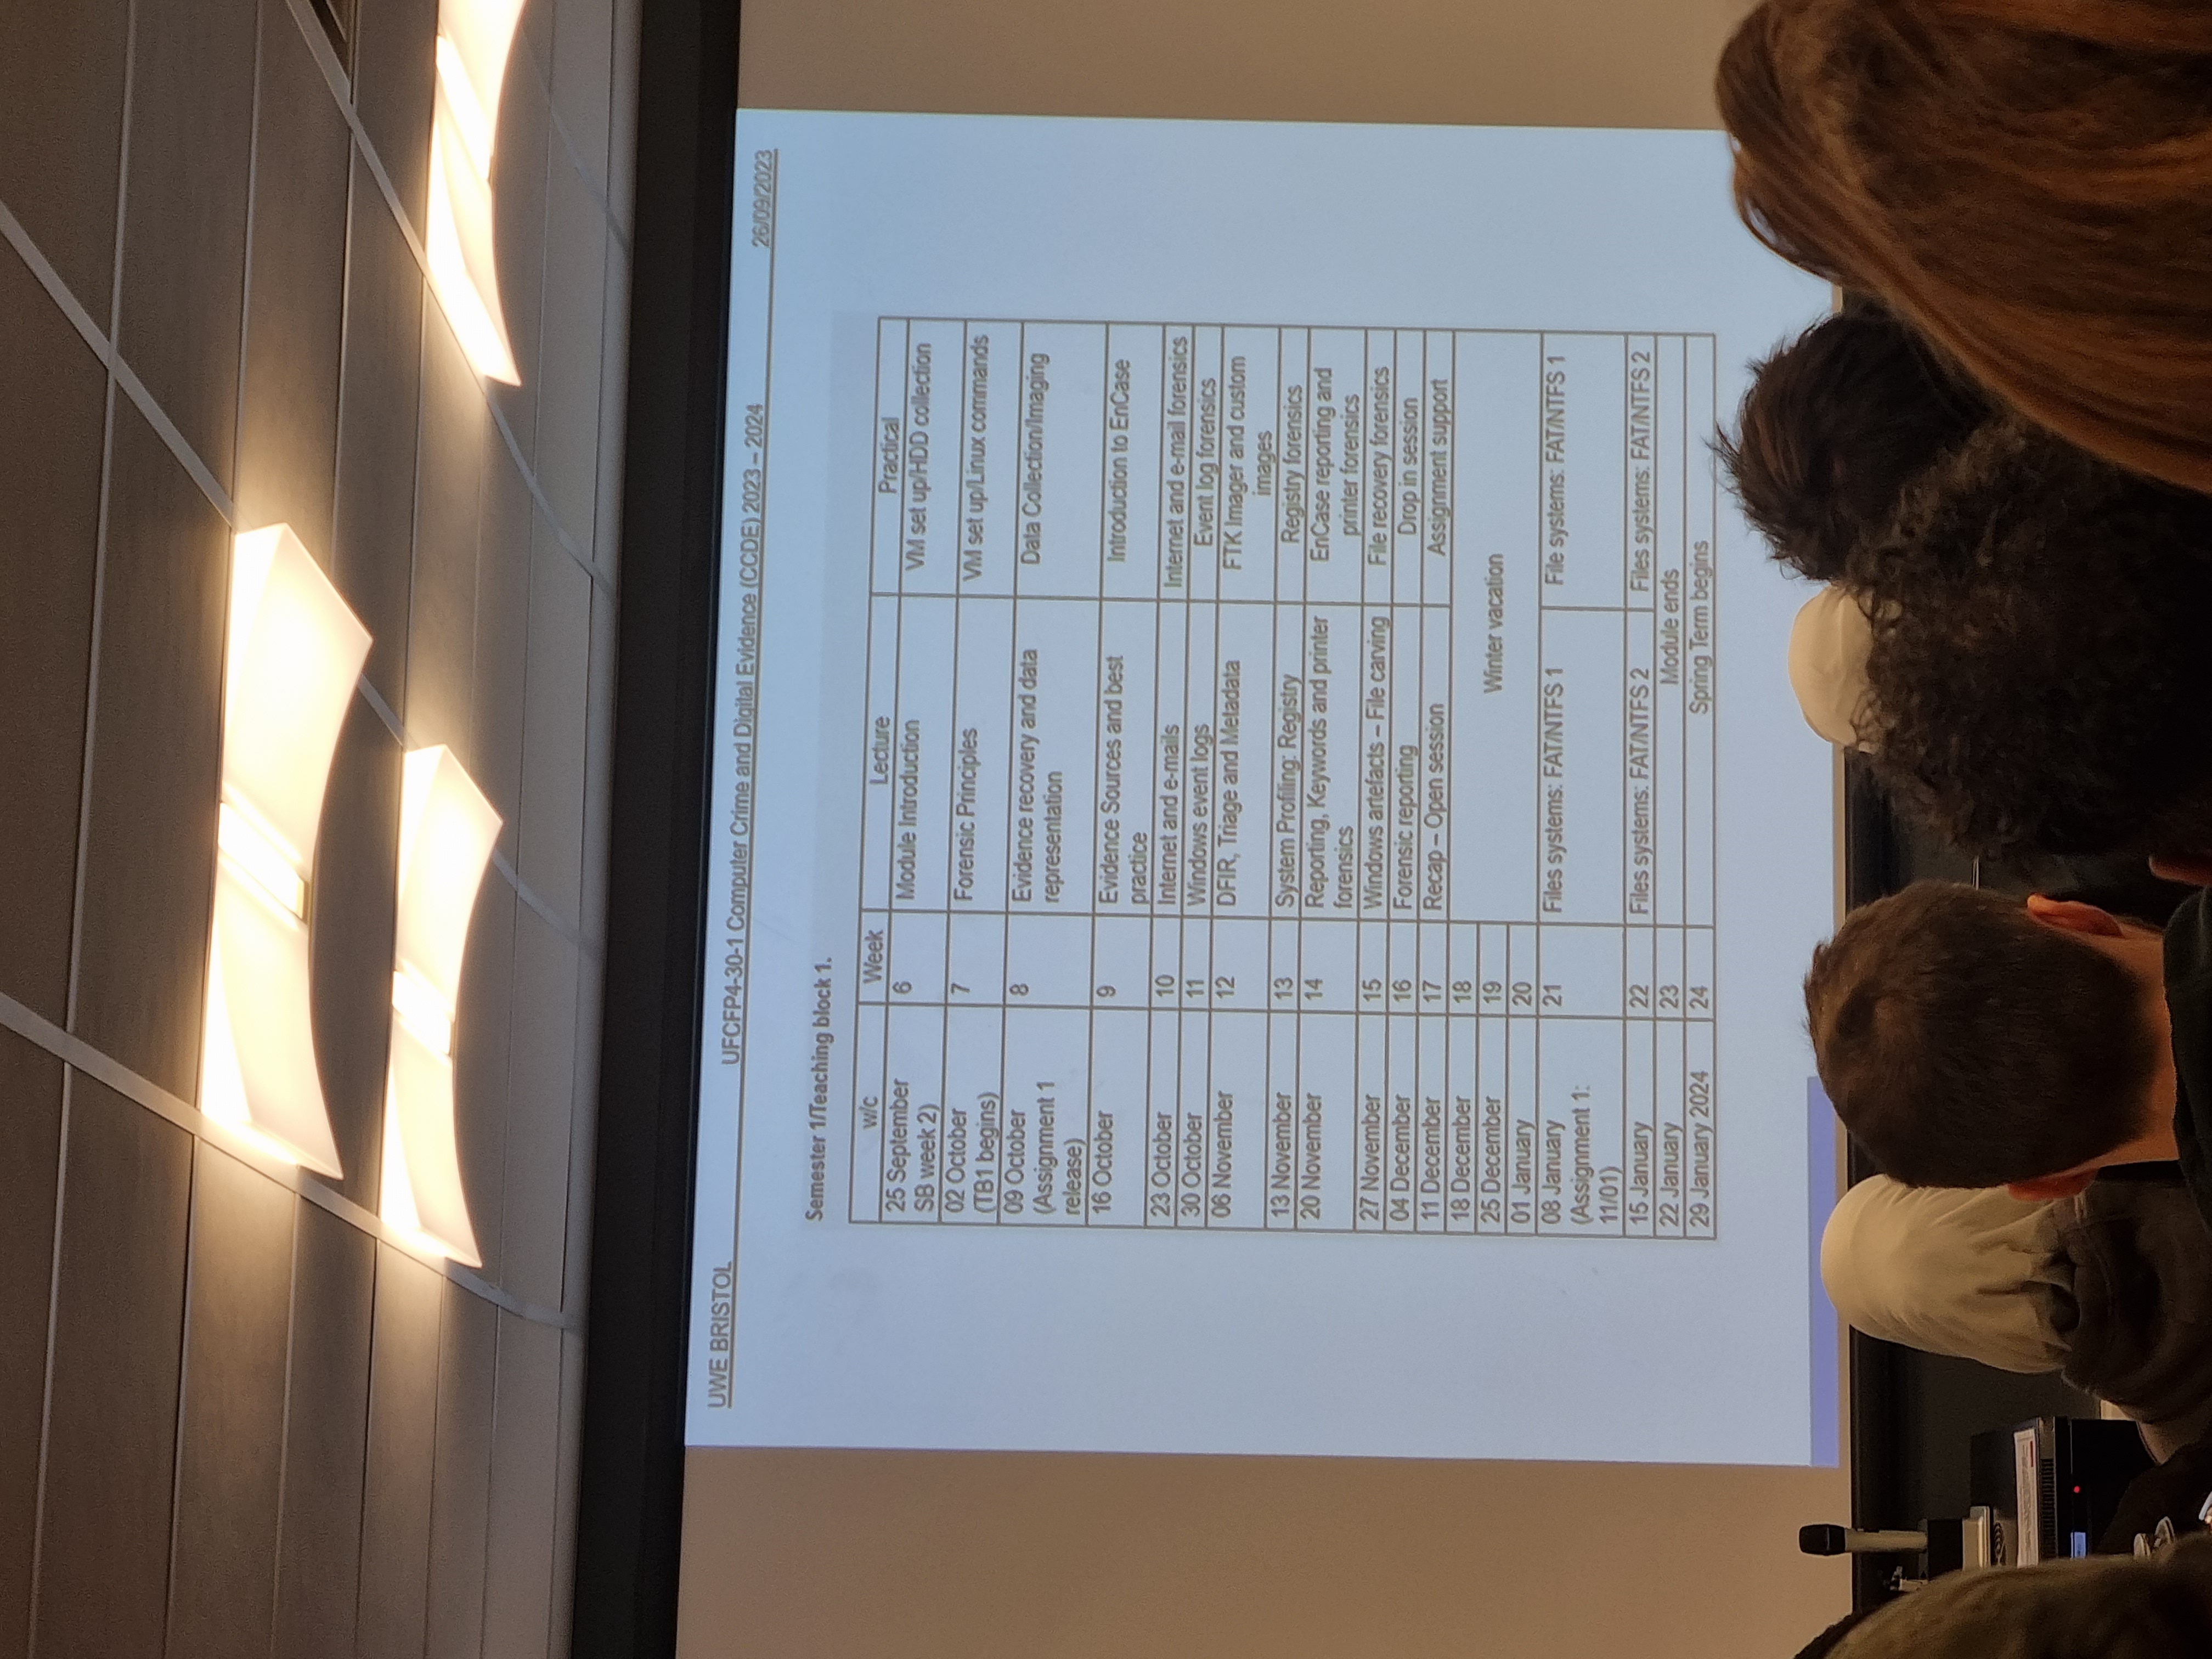 UWE BRISTOL
UFCFP4-30-1 Computer Crime and Digital Evidence (CCDE) 2023 – 2024
26/09/2023
Semester 1/Teaching block 1.
w/c Week Lecture Practical
25 September 6 Module Introduction VM set up/HDD collection
SB week 2)
02 October 7 Forensic Principles VM set up/Linux commands
(TB1 begins)
09 October 8 Evidence recovery and data Data Collection/Imaging
(Assignment 1 representation
release)
16 October 9 Evidence Sources and best Introduction to EnCase
practice
23 October 10 Internet and e-mails Internet and e-mail forensics
30 October 11 Windows event logs Event log forensics
06 November 12 DFIR, Triage and Metadata FTK Imager and custom
images
13 November 13 System Profiling: Registry Registry forensics
20 November 14 Reporting, Keywords and printer EnCase reporting and
forensics printer forensics
27 November 15 Windows artefacts – File carving File recovery forensics
04 December 16 Forensic reporting Drop in session
11 December 17 Recap – Open session Assignment support
18 December 18
25 December 19 Winter vacation
01 January 20
08 January 21 Files systems: FAT/NTFS 1 File systems: FAT/NTFS 1
(Assignment 1:
11/01)
15 January 22 Files systems: FAT/NTFS 2 Files systems: FAT/NTFS 2
22 January 23 Module ends
29 January 2024 24 Spring Term begins